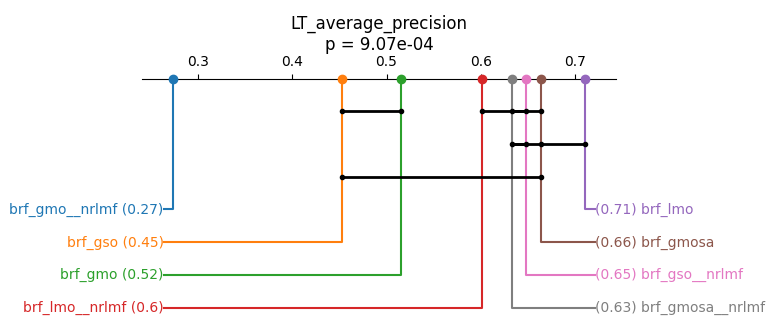 LT_average_precision
p = 9.07e-04
0.3 0.4 0.5 0.6 0.7
brf_gmo__nrlmf (0.27) (0.71) brf_lmo
brf_gso (0.45) (0.66) brf_gmosa
brf_gmo (0.52) (0.65) brf_gso__nrlmf
brf_lmo__nrlmf (0.6) (0.63) brf_gmosa__nrlmf